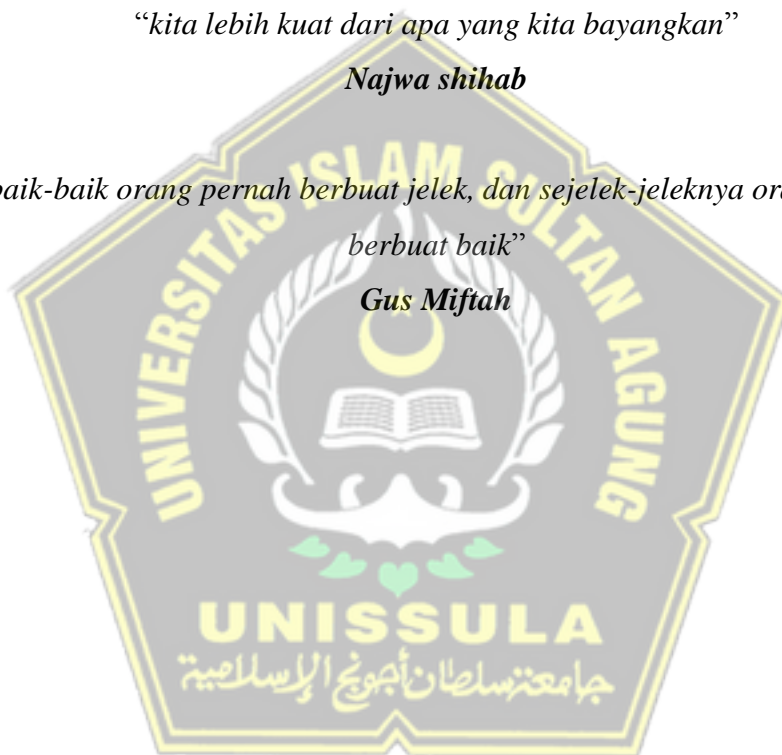 “kita lebih kuat dari apa yang kita bayangkan”
Najwa shihab
baik-baik orang pernah berbuat jelek, dan sejelek-jeleknya
berbuat baik”
Gus Miftah
UNIVERSITAS ISLAM SULTAN AGUNG
UNISSULA
جامعة سلطان أجونج الإسلامية